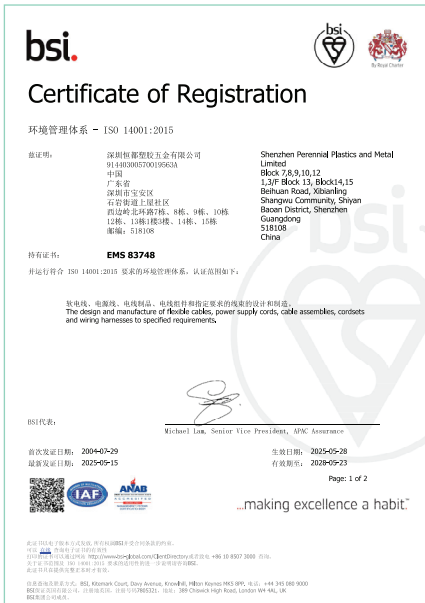 bsi.
bsi
By Royal Charter
Certificate of Registration
环境管理体系 - ISO 14001:2015
兹证明:
深圳恒都塑胶五金有限公司
91440300570019563A
中国
广东省
深圳市宝安区
石岩街道上屋社区
西边岭北环路7栋、8栋、9栋、10栋
12栋、13栋1楼3楼、14栋、15栋
邮编: 518108
Shenzhen Perennial Plastics and Metal
Limited
Block 7,8,9,10,12
1,3/F Block 13, Block14,15
Beihuan Road, Xibianling
Shangwu Community, Shiyan
Baoan District, Shenzhen
Guangdong
518108
China
持有证书:
EMS 83748
并运行符合 ISO 14001:2015 要求的环境管理体系, 认证范围如下:
软电线、电源线、电线制品、电线组件和指定要求的线束的设计和制造。
The design and manufacture of flexible cables, power supply cords, cable assemblies, cordsets
and wiring harnesses to specified requirements.
BSI代表:
Michael Lam, Senior Vice President, APAC Assurance
首次发证日期: 2004-07-29
生效日期: 2025-05-28
最新发证日期: 2025-05-15
有效期至: 2028-05-23
Page: 1 of 2
IAF
ANAB
...making excellence a habit.™